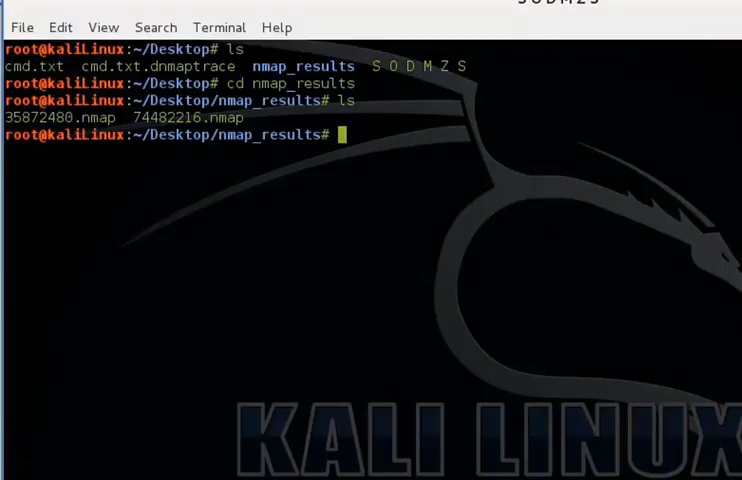 S O D M Z S
File Edit View Search Terminal Help
root@kaliLinux:~/Desktop# ls
cmd.txt cmd.txt.dnmaptrace nmap_results S O D M Z S
root@kaliLinux:~/Desktop# cd nmap_results
root@kaliLinux:~/Desktop/nmap_results# ls
35872480.nmap 74482216.nmap
root@kaliLinux:~/Desktop/nmap_results#
KALI LINUX